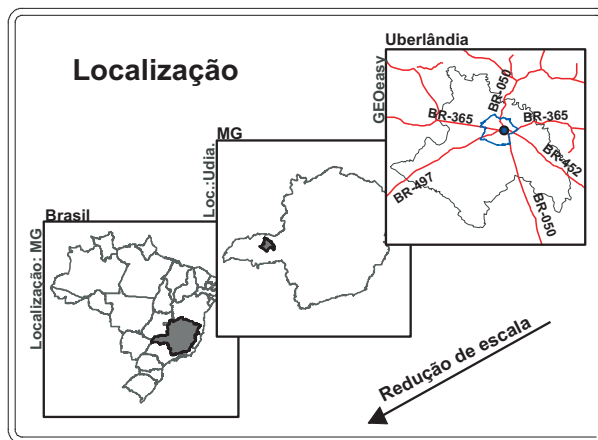 Localização
Uberlândia
GEOeasy
BR-050
BR-365
BR-365
BR-452
BR-497
BR-050
MG
Loc.:Udia.
Brasil
Localização: MG
Redução de escala